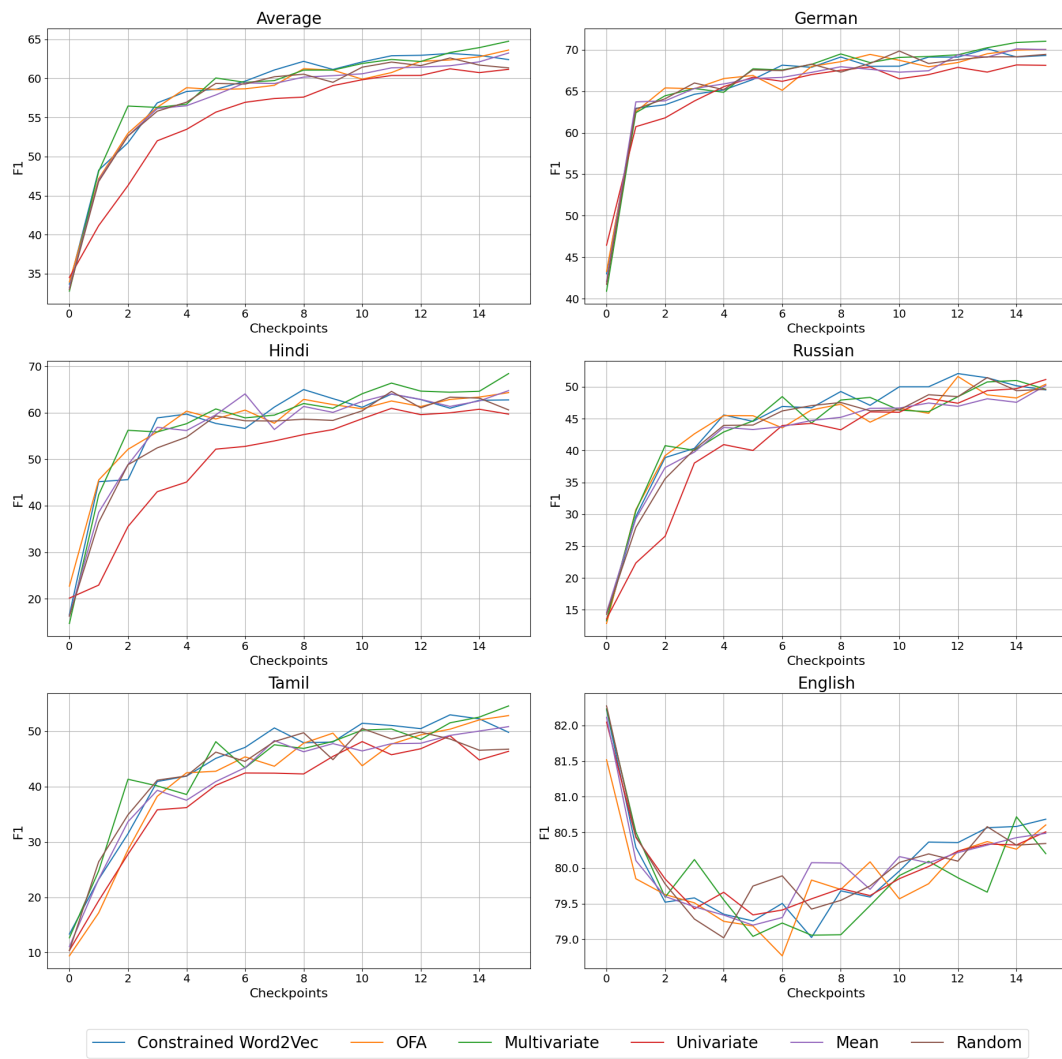 Average
65
60
55
50
45
40
35
F1
0 2 4 6 8 10 12 14
Checkpoints
German
70
65
60
55
50
45
40
F1
0 2 4 6 8 10 12 14
Checkpoints
Hindi
70
60
50
40
30
20
F1
0 2 4 6 8 10 12 14
Checkpoints
Russian
50
45
40
35
30
25
20
15
F1
0 2 4 6 8 10 12 14
Checkpoints
Tamil
50
40
30
20
10
F1
0 2 4 6 8 10 12 14
Checkpoints
English
82.0
81.5
81.0
80.5
80.0
79.5
79.0
F1
0 2 4 6 8 10 12 14
Checkpoints
Constrained Word2Vec OFA Multivariate Univariate Mean Random